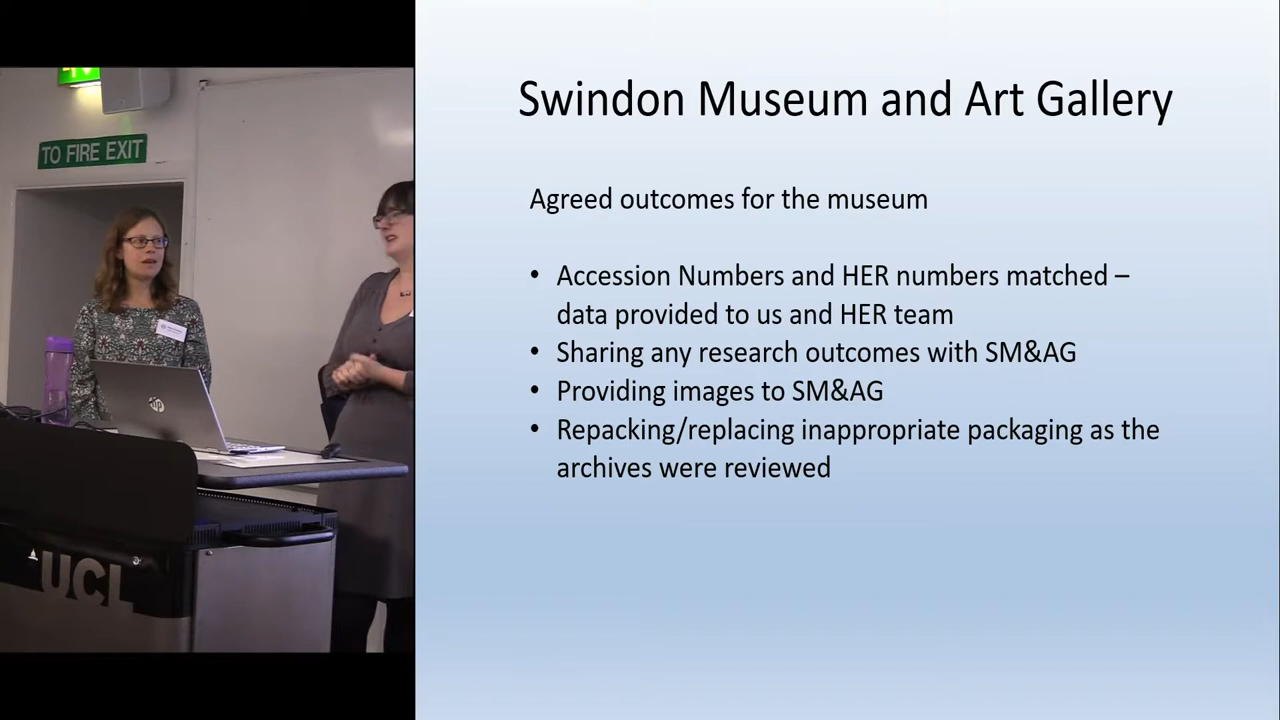 TO FIRE EXIT
hp
UCL
Swindon Museum and Art Gallery
Agreed outcomes for the museum
• Accession Numbers and HER numbers matched –
data provided to us and HER team
• Sharing any research outcomes with SM&AG
• Providing images to SM&AG
• Repacking/replacing inappropriate packaging as the
archives were reviewed